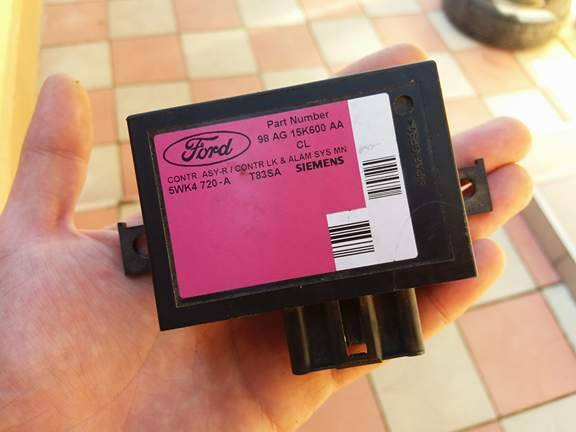 Ford
Part Number
98 AG 15K600 AA
CL
CONTR. ASY-R / CONTR LK & ALAM SYS MN
5WK4 720-A T83SA SIEMENS